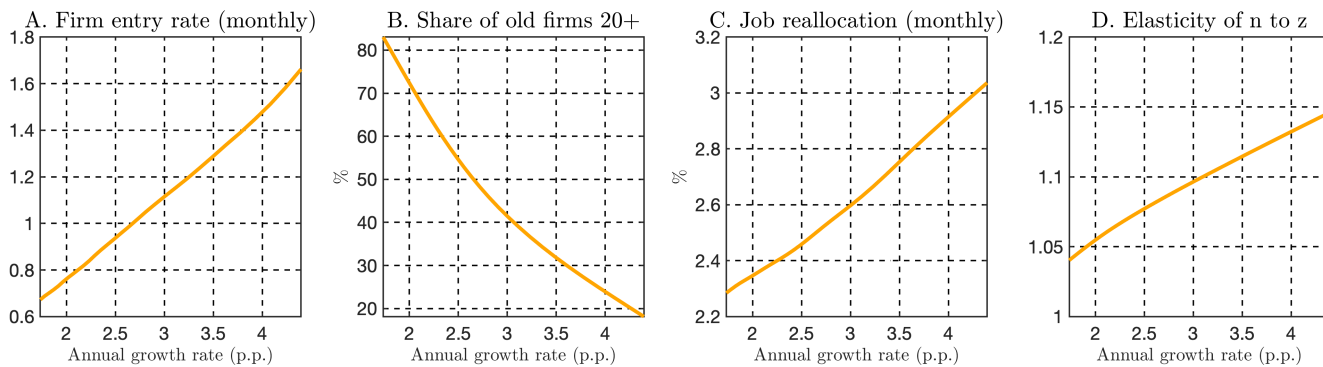 A. Firm entry rate (monthly)
1.8
1.6
1.4
1.2
1
0.8
0.6
2 2.5 3 3.5 4
Annual growth rate (p.p.)
B. Share of old firms 20+
%
80
70
60
50
40
30
20
2 2.5 3 3.5 4
Annual growth rate (p.p.)
C. Job reallocation (monthly)
%
3.2
3
2.8
2.6
2.4
2.2
2 2.5 3 3.5 4
Annual growth rate (p.p.)
D. Elasticity of n to z
1.2
1.15
1.1
1.05
1
2 2.5 3 3.5 4
Annual growth rate (p.p.)